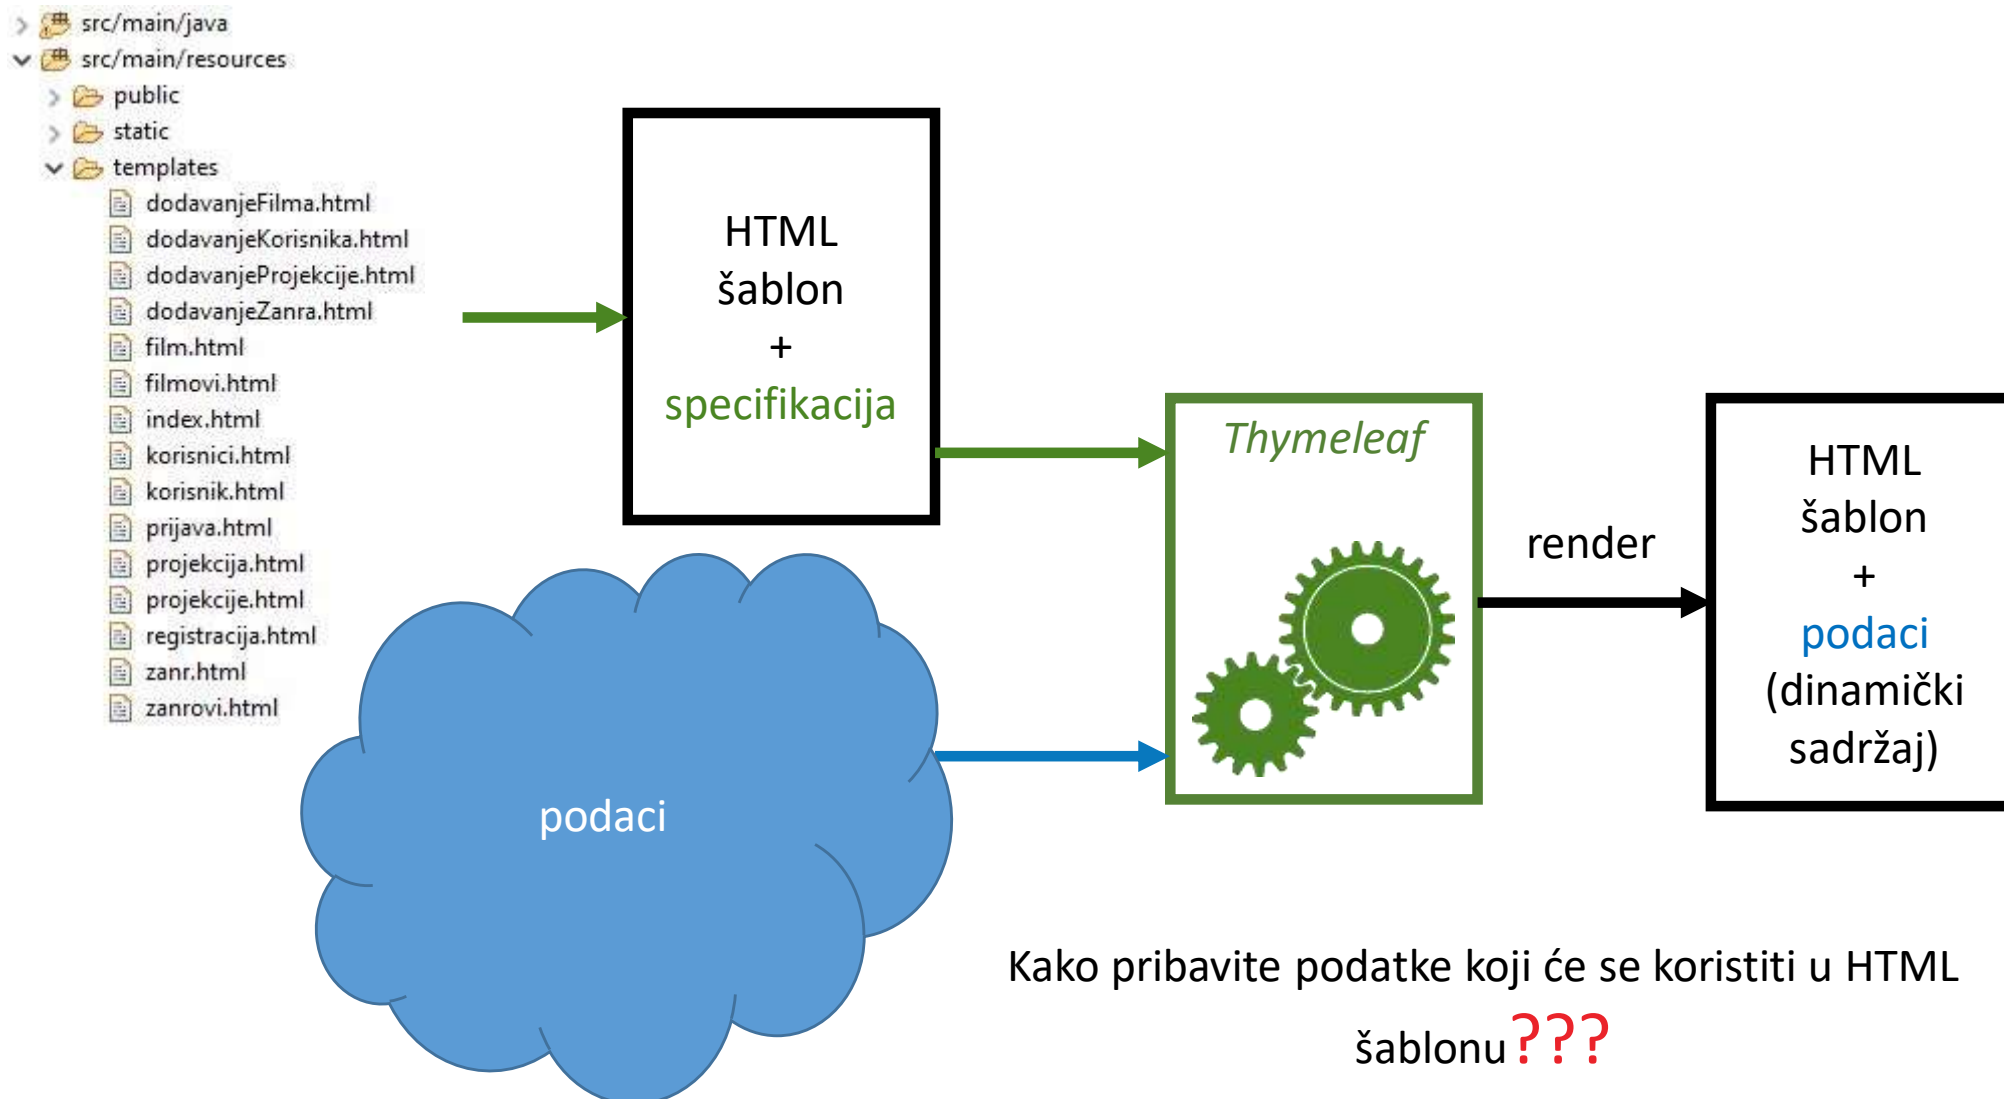 src/main/java
src/main/resources
public
static
templates
dodavanjeFilma.html
dodavanjeKorisnika.html
dodavanjeProjekcije.html
dodavanjeZanra.html
film.html
filmovi.html
index.html
korisnici.html
korisnik.html
prijava.html
projekcija.html
projekcije.html
registracija.html
zanr.html
zanrovi.html
HTML
šablon
+
specifikacija
podaci
Thymeleaf
render
HTML
šablon
+
podaci
(dinamički
sadržaj)
Kako pribavite podatke koji će se koristiti u HTML
šablonu???